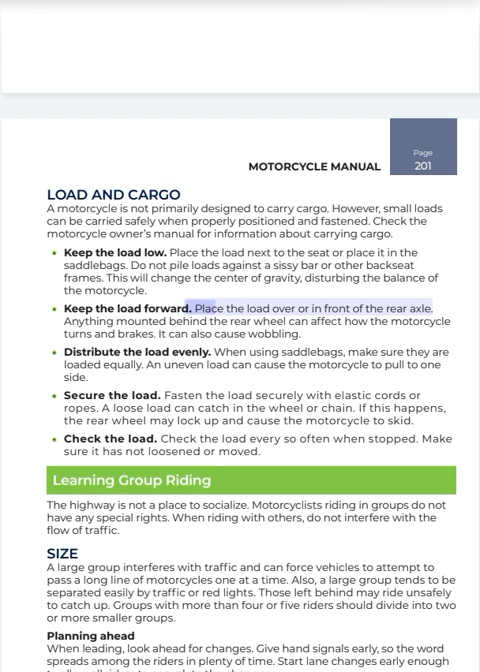 Page
MOTORCYCLE MANUAL 201
LOAD AND CARGO
A motorcycle is not primarily designed to carry cargo. However, small loads
can be carried safely when properly positioned and fastened. Check the
motorcycle owner's manual for information about carrying cargo.
• Keep the load low. Place the load next to the seat or place it in the
saddlebags. Do not pile loads against a sissy bar or other backseat
frames. This will change the center of gravity, disturbing the balance of
the motorcycle.
• Keep the load forward. Place the load over or in front of the rear axle.
Anything mounted behind the rear wheel can affect how the motorcycle
turns and brakes. It can also cause wobbling.
• Distribute the load evenly. When using saddlebags, make sure they are
loaded equally. An uneven load can cause the motorcycle to pull to one
side.
• Secure the load. Fasten the load securely with elastic cords or
ropes. A loose load can catch in the wheel or chain. If this happens,
the rear wheel may lock up and cause the motorcycle to skid.
• Check the load. Check the load every so often when stopped. Make
sure it has not loosened or moved.
Learning Group Riding
The highway is not a place to socialize. Motorcyclists riding in groups do not
have any special rights. When riding with others, do not interfere with the
flow of traffic.
SIZE
A large group interferes with traffic and can force vehicles to attempt to
pass a long line of motorcycles one at a time. Also, a large group tends to be
separated easily by traffic or red lights. Those left behind may ride unsafely
to catch up. Groups with more than four or five riders should divide into two
or more smaller groups.
Planning ahead
When leading, look ahead for changes. Give hand signals early, so the word
spreads among the riders in plenty of time. Start lane changes early enough